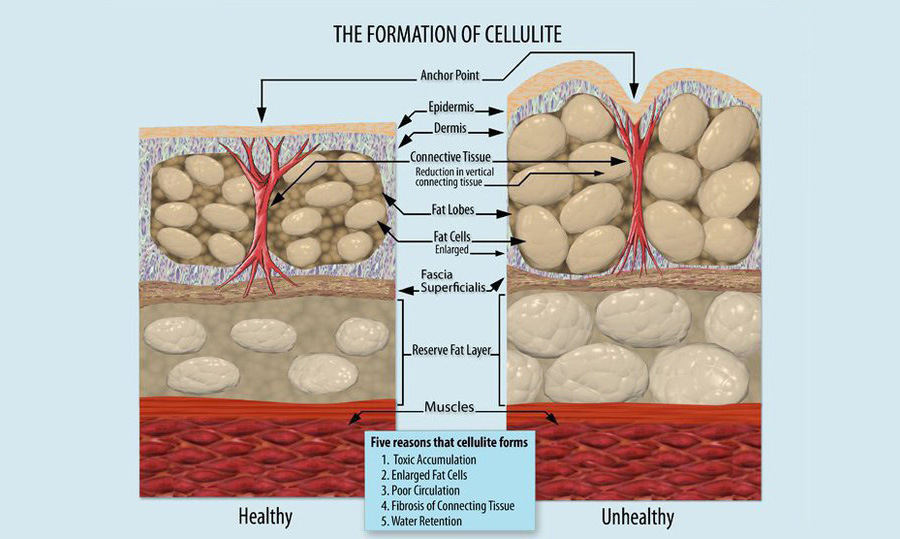 THE FORMATION OF CELLULITE
Anchor Point
Epidermis
Dermis
Connective Tissue
Reduction in vertical
connecting tissue
Fat Lobes
Fat Cells
Enlarged
Fascia
Superficialis
Reserve Fat Layer
Muscles
Five reasons that cellulite forms
1. Toxic Accumulation
2. Enlarged Fat Cells
3. Poor Circulation
4. Fibrosis of Connecting Tissue
5. Water Retention
Healthy
Unhealthy